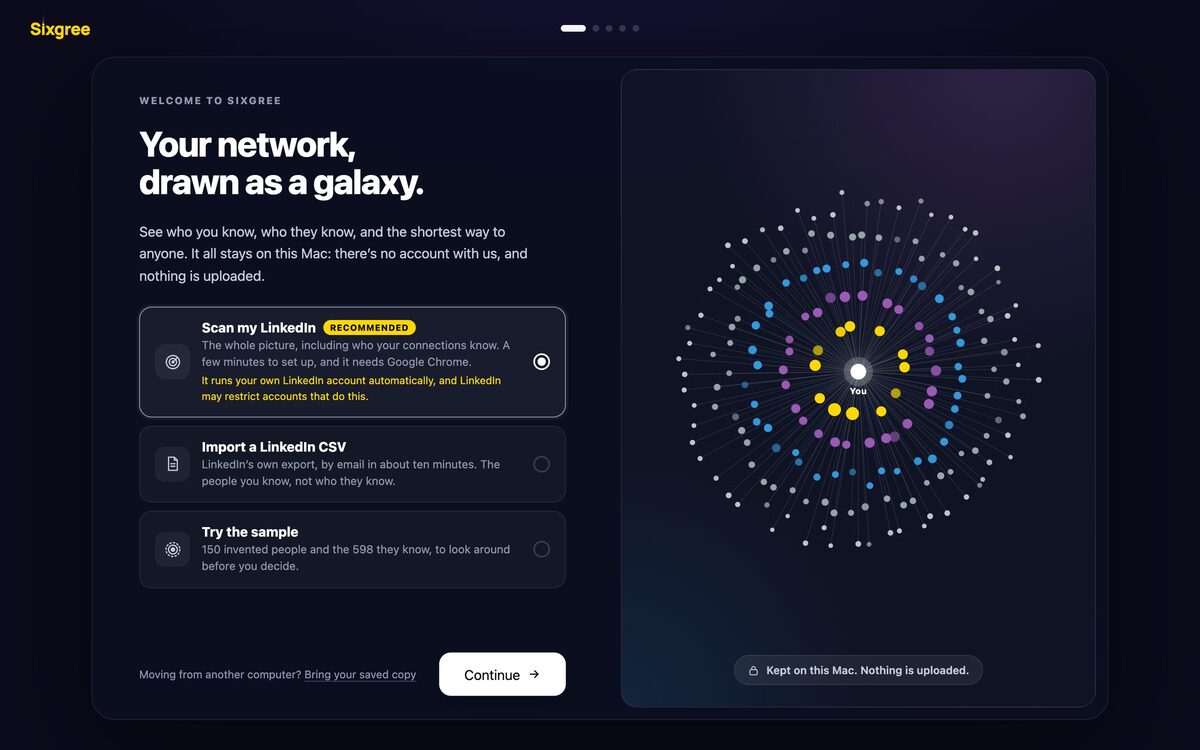 Sixgree
WELCOME TO SIXGREE
Your network,
drawn as a galaxy.
See who you know, who they know, and the shortest way to
anyone. It all stays on this Mac: there’s no account with us, and
nothing is uploaded.
Scan my LinkedIn RECOMMENDED
The whole picture, including who your connections know. A
few minutes to set up, and it needs Google Chrome.
It runs your own LinkedIn account automatically, and LinkedIn
may restrict accounts that do this.
Import a LinkedIn CSV
LinkedIn’s own export, by email in about ten minutes. The
people you know, not who they know.
Try the sample
150 invented people and the 598 they know, to look around
before you decide.
Moving from another computer? Bring your saved copy
Continue →
You
Kept on this Mac. Nothing is uploaded.